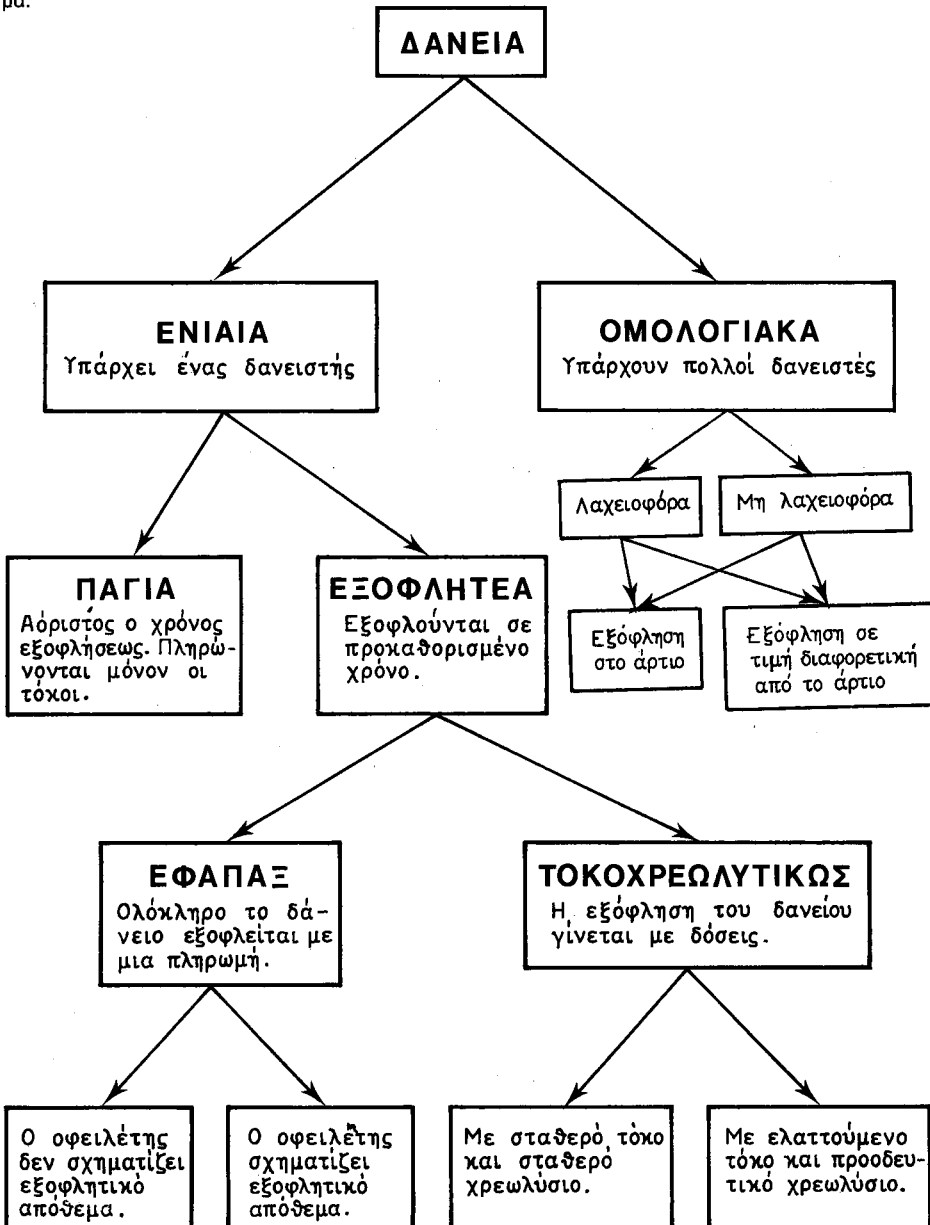 μα.
ΔΑΝΕΙΑ
ΕΝΙΑΙΑ
Υπάρχει ένας δανειστής
ΟΜΟΛΟΓΙΑΚΑ
Υπάρχουν πολλοί δανειστές
Λαχειοφόρα
Μη λαχειοφόρα
ΠΑΓΙΑ
Αόριστος ο χρόνος
εξοφλήσεως. Πληρώ-
νονται μόνον οι
τόκοι.
ΕΞΟΦΛΗΤΕΑ
Εξοφλούνται σε
προκαθορισμένο
χρόνο.
Εξόφληση
στο άρτιο
Εξόφληση σε
τιμή διαφορετική
από το άρτιο
ΕΦΑΠΑΞ
Ολόκληρο το δά-
νειο εξοφλείται με
μια πληρωμή.
ΤΟΚΟΧΡΕΩΛΥΤΙΚΩΣ
Η εξόφληση του δανείου
γίνεται με δόσεις.
Ο οφειλέτης
δεν σχηματίζει
εξοφλητικό
απόθεμα.
Ο οφειλέτης
σχηματίζει
εξοφλητικό
απόθεμα.
Με σταθερό τόκο
και σταθερό
χρεωλύσιο.
Με ελαττούμενο
τόκο και προοδευ-
τικό χρεωλύσιο.